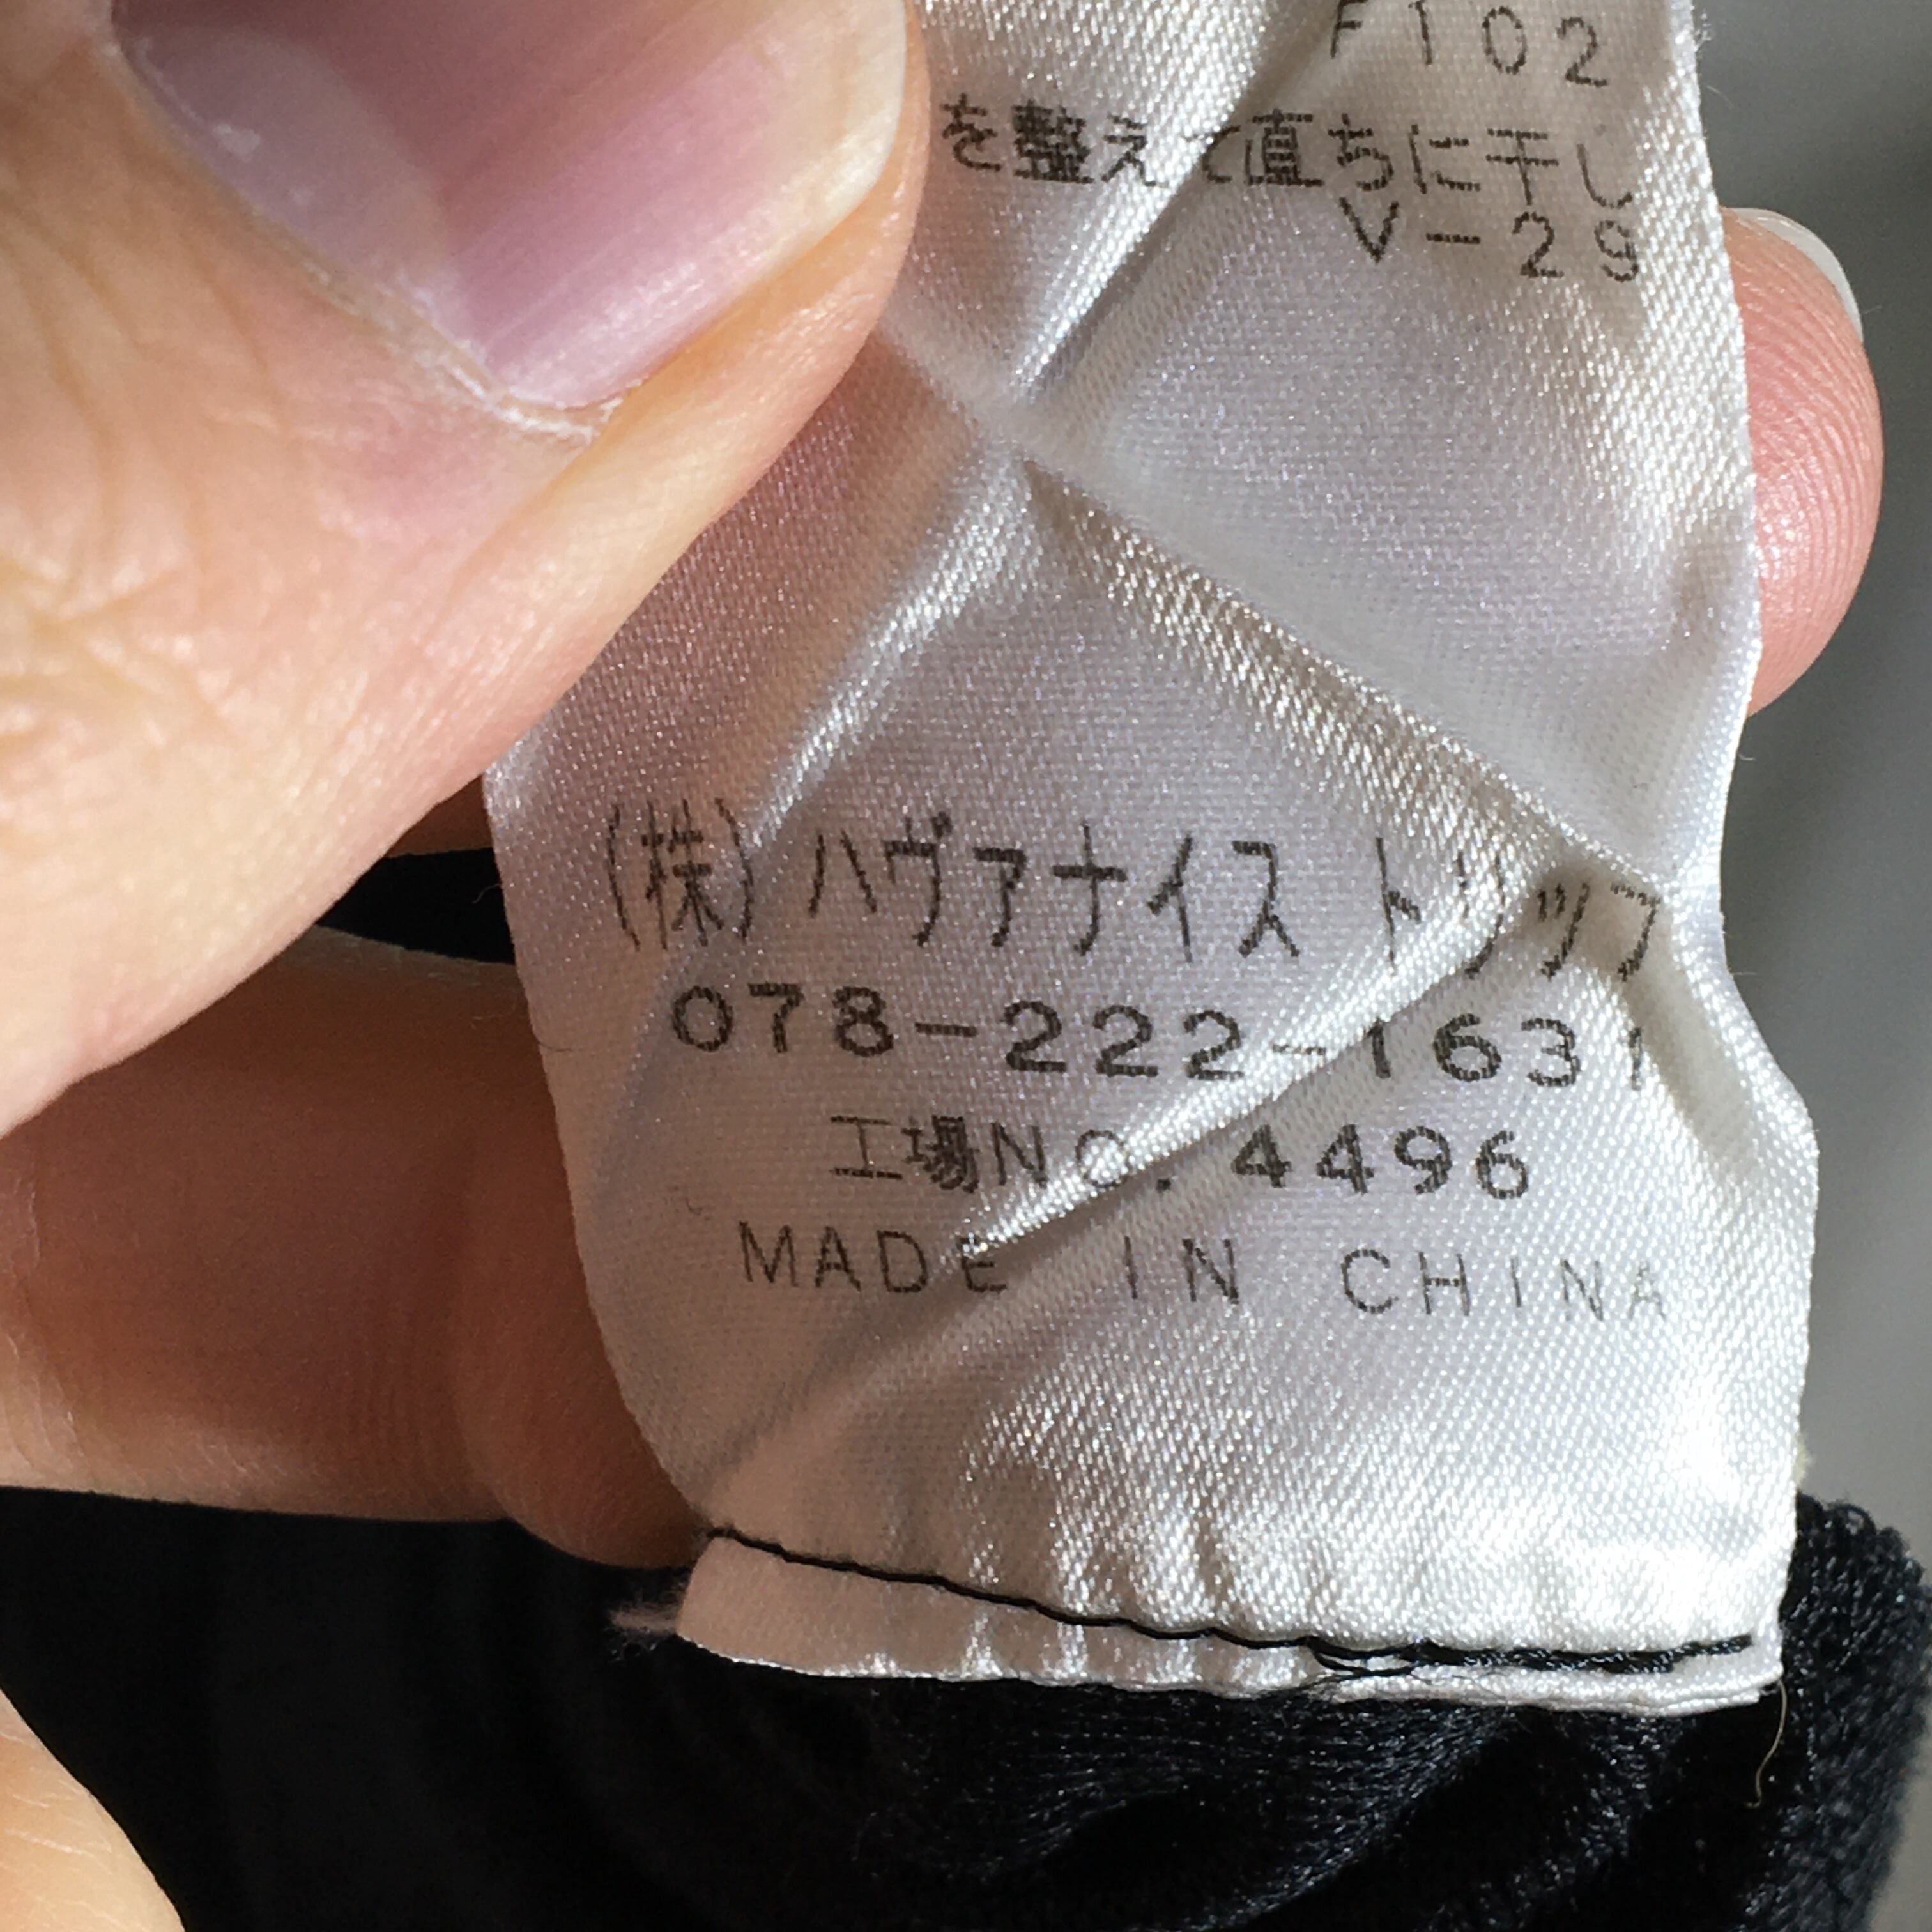 F102
を整えて直ちに干し
V-29
(株)ハヴァナイス トリップ
078-222-1631
工場NO.4496
MADE IN CHINA